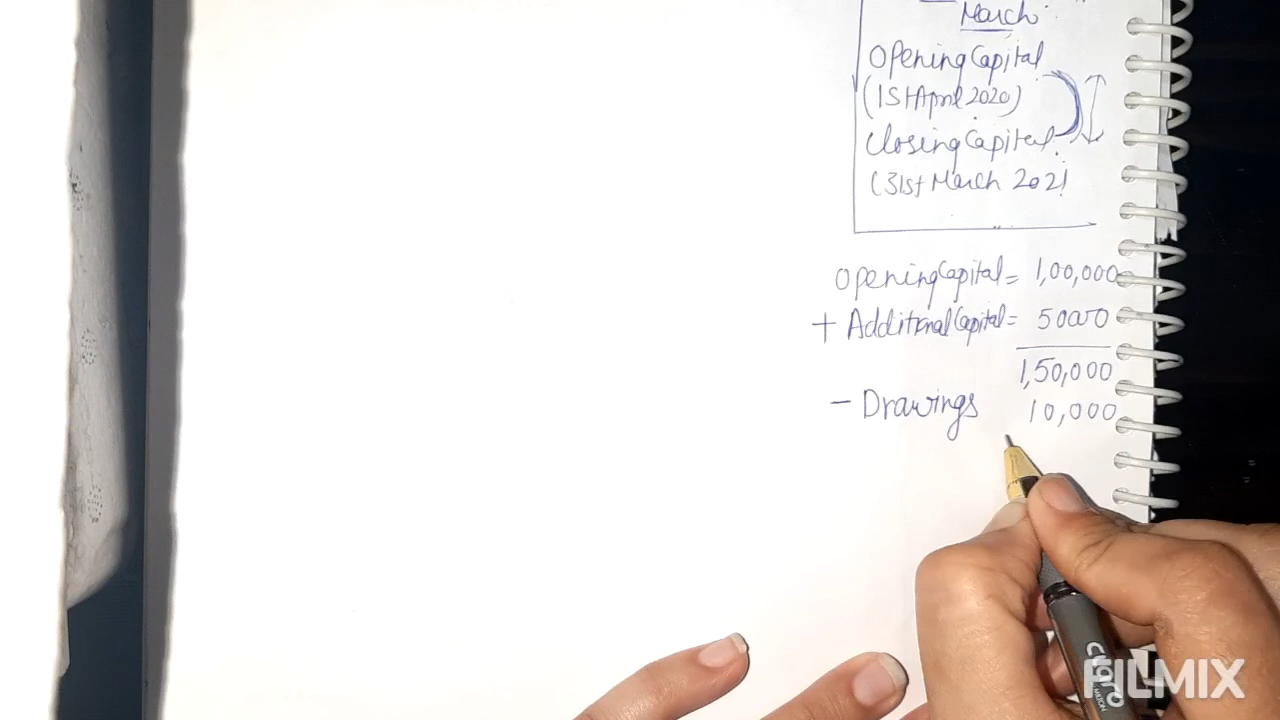 March
Opening Capital
(1st April 2020)
Closing Capital.
(31st March 2021
Opening Capital = 1,00,000
+ Additional Capital = 50000
1,50,000
- Drawings 10,000
Claro
FILMIX